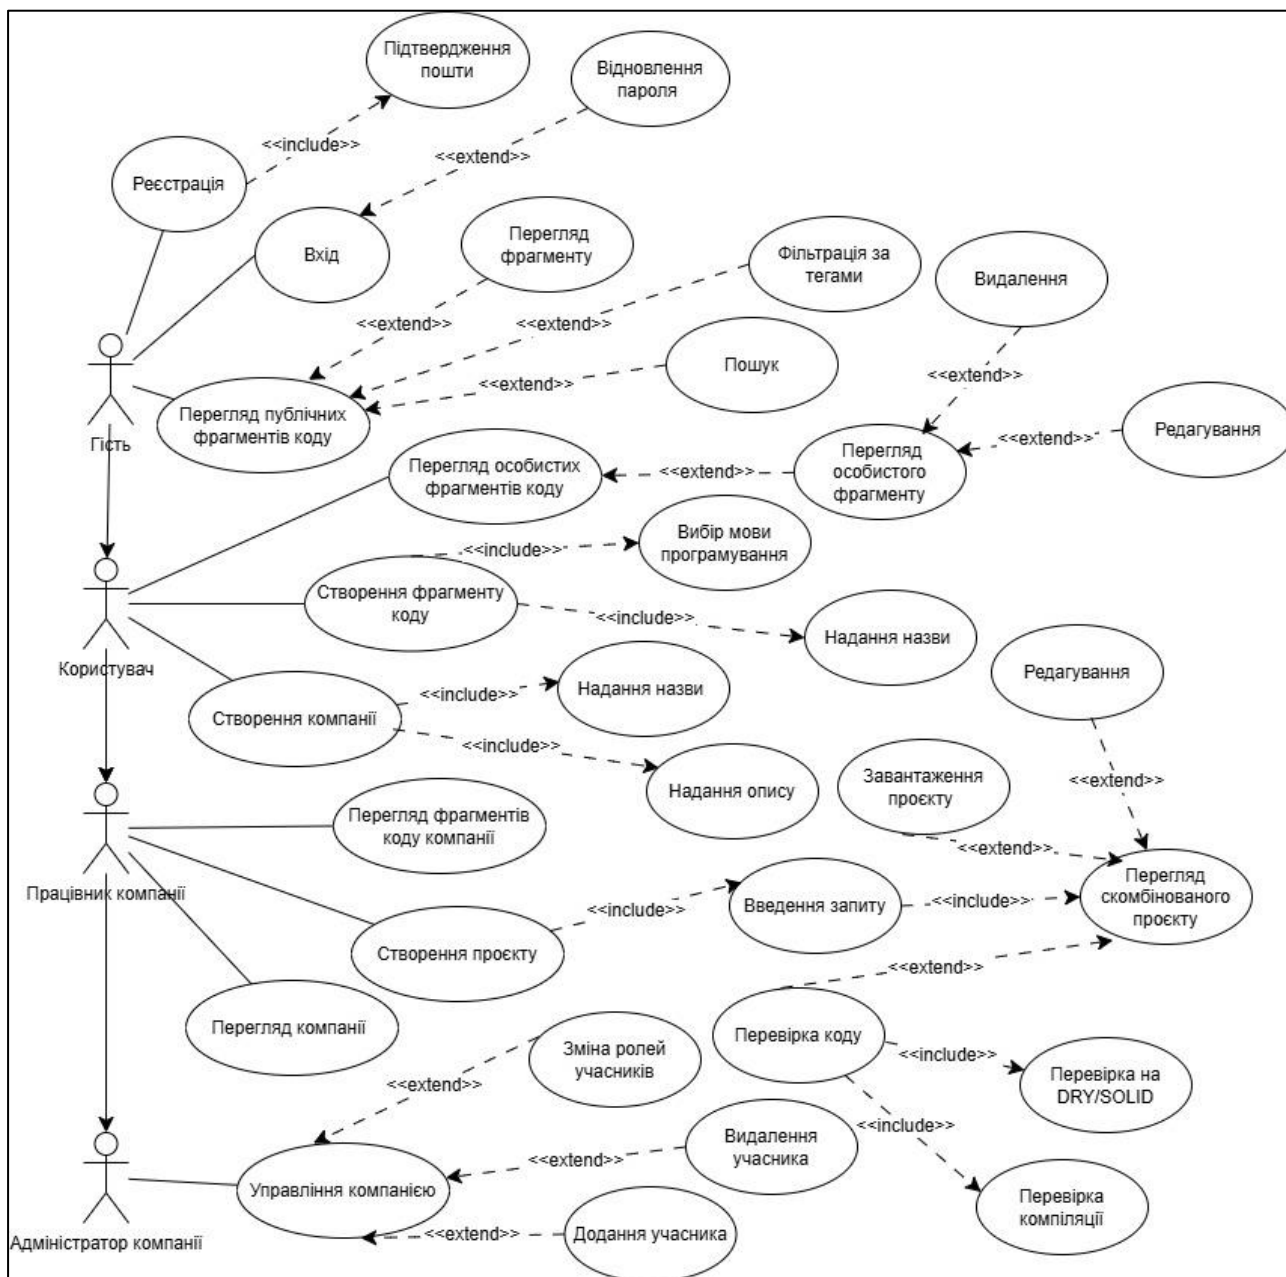 Підтвердження
пошти
Відновлення
пароля
<<include>>
<<extend>>
Реєстрація
Вхід
Перегляд
фрагменту
Фільтрація за
тегами
Видалення
<<extend>>
<<extend>>
<<extend>>
Пошук
<<extend>>
Гість
Перегляд публічних
фрагментів коду
Перегляд особистих
фрагментів коду
<<extend>>
Перегляд
особистого
фрагменту
<<extend>>
Редагування
<<include>>
Вибір мови
програмування
Створення фрагменту
коду
<<include>>
Надання назви
Користувач
Створення компанії
<<include>>
Надання назви
Редагування
<<include>>
Надання опису
Завантаження
проєкту
<<extend>>
Перегляд фрагментів
коду компанії
<<extend>>
Працівник компанії
Створення проєкту
<<include>>
Введення запиту
<<include>>
Перегляд
скомбінованого
проєкту
<<extend>>
Перегляд компанії
Перевірка коду
<<include>>
Перевірка на
DRY/SOLID
Зміна ролей
учасників
<<extend>>
<<include>>
Видалення
учасника
<<extend>>
Управління компанією
Перевірка
компіляції
<<extend>>
Додання учасника
Адміністратор компанії